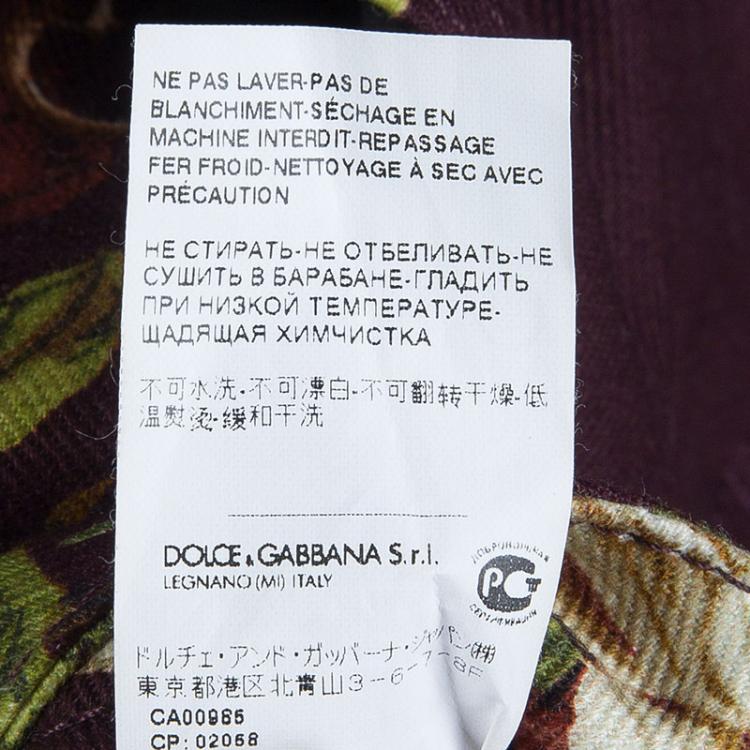 NE PAS LAVER-PAS DE
BLANCHIMENT-SÉCHAGE EN
MACHINE INTERDIT-REPASSAGE
FER FROID-NETTOYAGE À SEC AVEC
PRÉCAUTION
НЕ СТИРАТЬ-НЕ ОТБЕЛИВАТЬ-НЕ
СУШИТЬ В БАРАБАНЕ-ГЛАДИТЬ
ПРИ НИЗКОЙ ТЕМПЕРАТУРЕ-
ЩАДЯЩАЯ ХИМЧИСТКА
不可水洗-不可漂白-不可翻转干燥-低
温熨烫-缓和干洗
DOLCE & GABBANA S.r.l.
LEGNANO (MI) ITALY
РСТ
ドルチェ・アンド・ガッバーナ・ジャパン(株)
東京都港区北青山3-6-7-8F
CA00985
CP: 02058